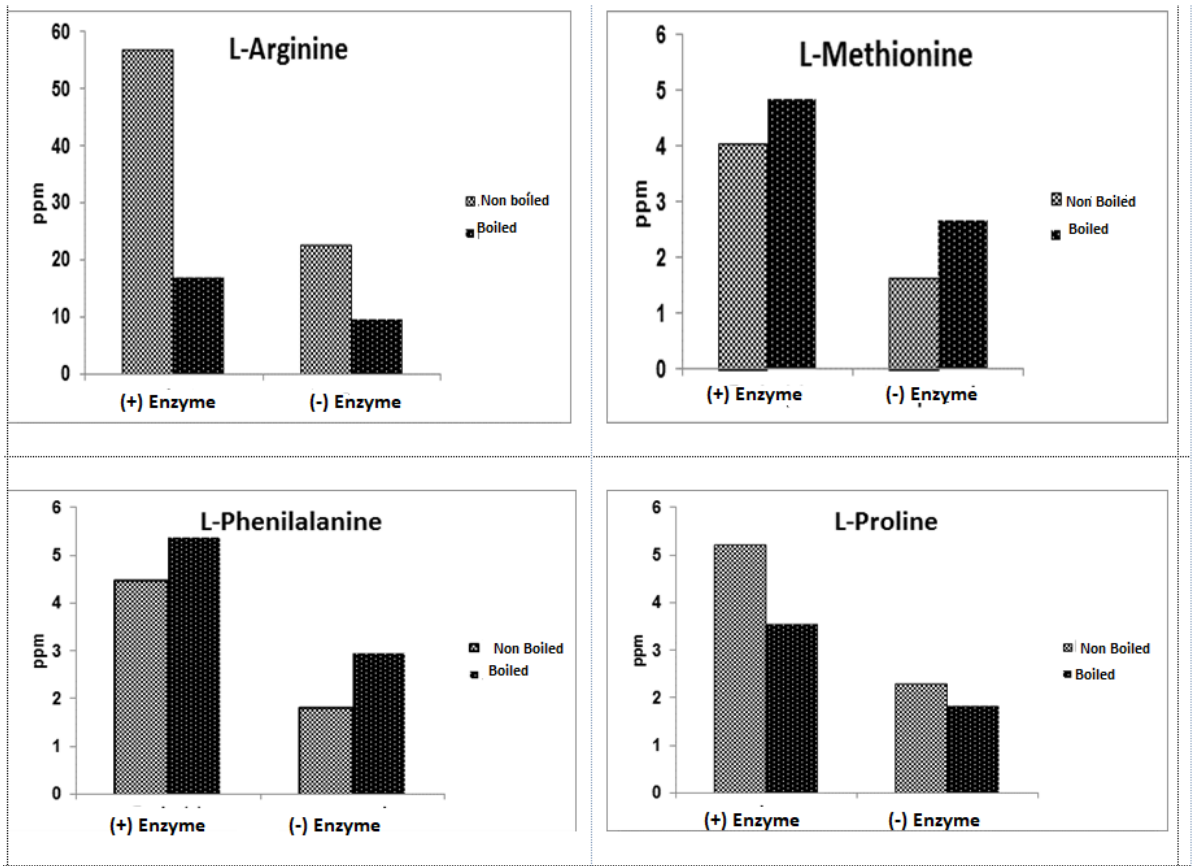 L-Arginine
60
50
40
30
20
10
0
ppm
Non boiled
Boiled
(+) Enzyme (-) Enzyme
L-Methionine
6
5
4
3
2
1
0
ppm
Non Boiled
Boiled
(+) Enzyme (-) Enzyme
L-Phenilalanine
6
5
4
3
2
1
0
ppm
Non Boiled
Boiled
(+) Enzyme (-) Enzyme
L-Proline
6
5
4
3
2
1
0
ppm
Non Boiled
Boiled
(+) Enzyme (-) Enzyme